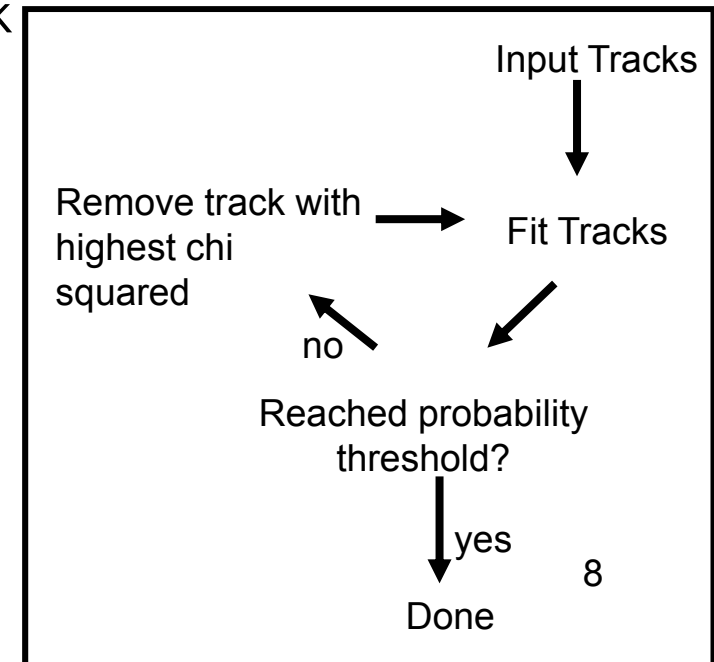 K
Input Tracks
Remove track with
highest chi
squared
Fit Tracks
no
Reached probability
threshold?
yes
8
Done